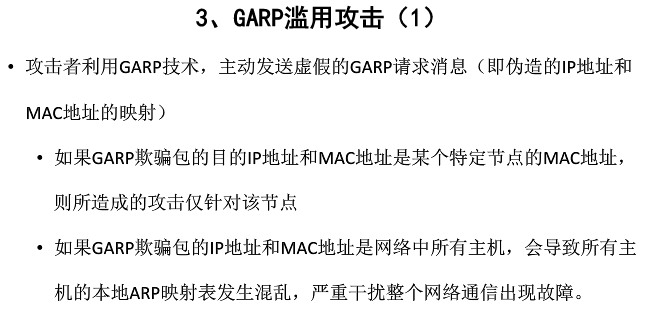 3、GARP滥用攻击（1）
• 攻击者利用GARP技术，主动发送虚假的GARP请求消息（即伪造的IP地址和
MAC地址的映射）
• 如果GARP欺骗包的目的IP地址和MAC地址是某个特定节点的MAC地址，
则所造成的攻击仅针对该节点
• 如果GARP欺骗包的IP地址和MAC地址是网络中所有主机，会导致所有主
机的本地ARP映射表发生混乱，严重干扰整个网络通信出现故障。